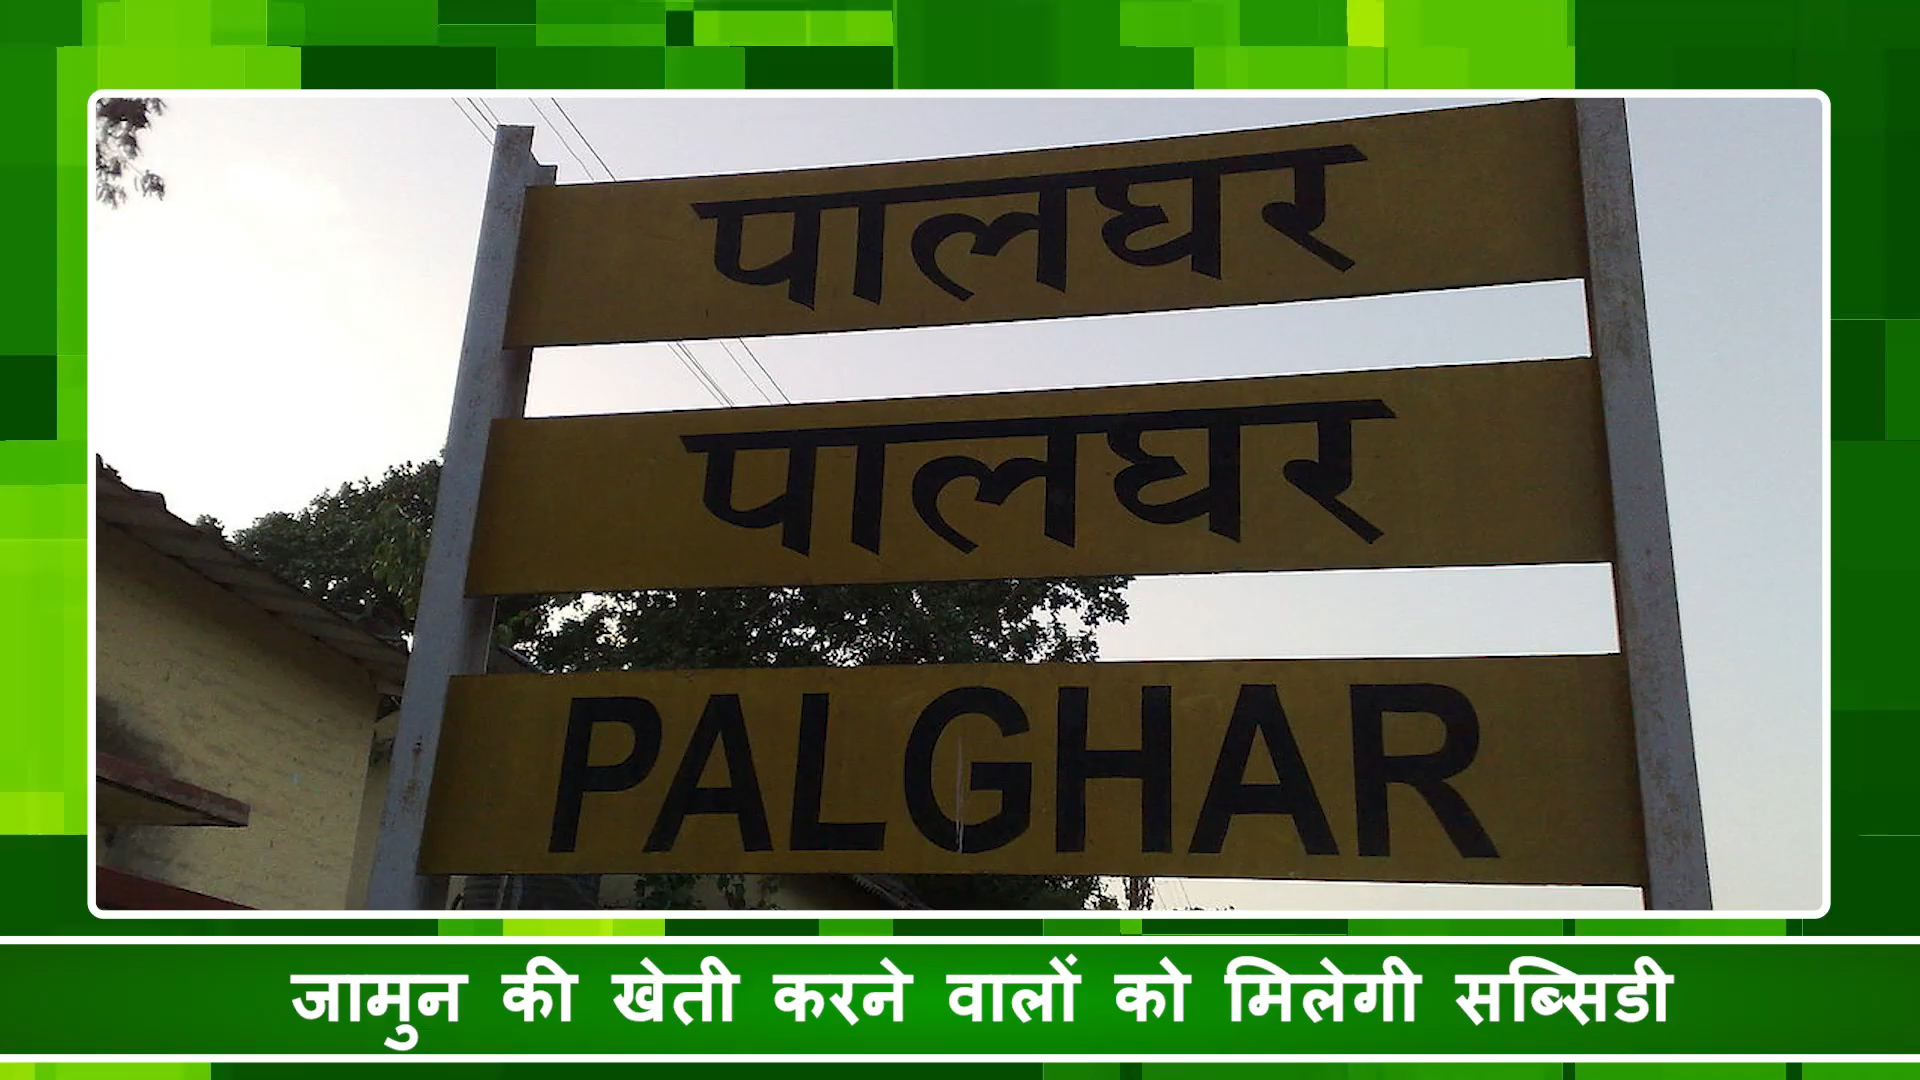 पालघर
पालघर
PALGHAR
जामुन की खेती करने वालों को मिलेगी सब्सिडी